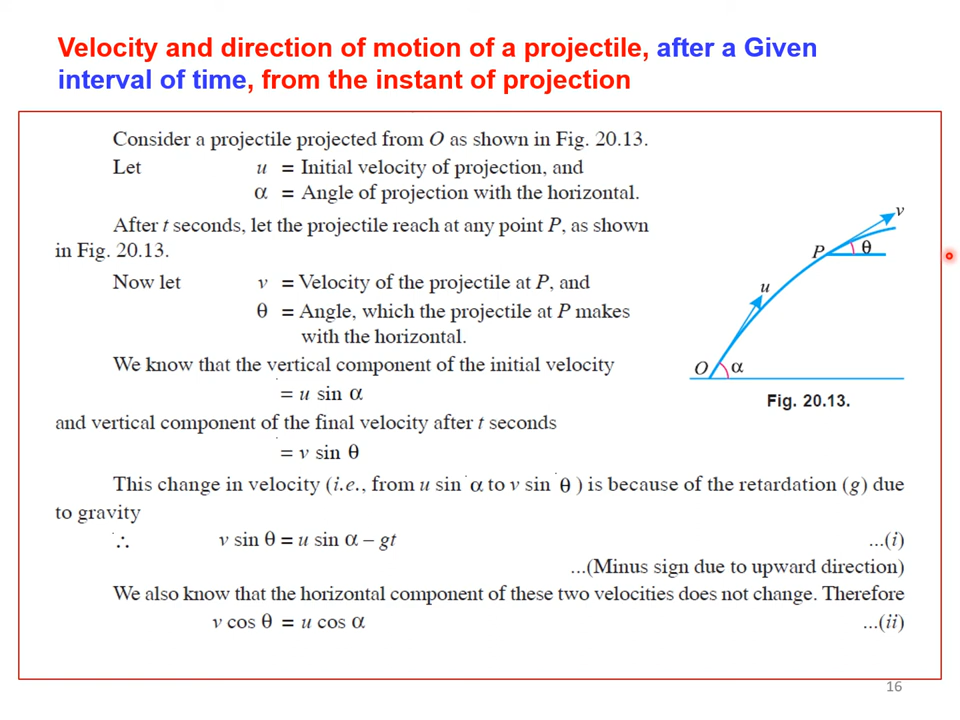 Velocity and direction of motion of a projectile, after a Given
interval of time, from the instant of projection
Consider a projectile projected from O as shown in Fig. 20.13.
Let u = Initial velocity of projection, and
α = Angle of projection with the horizontal.
After t seconds, let the projectile reach at any point P, as shown
in Fig. 20.13.
Now let v = Velocity of the projectile at P, and
θ = Angle, which the projectile at P makes
with the horizontal.
We know that the vertical component of the initial velocity
= u sin α
and vertical component of the final velocity after t seconds
= v sin θ
v
P
θ
u
O
α
Fig. 20.13.
This change in velocity (i.e., from u sin α to v sin θ ) is because of the retardation (g) due
to gravity
∴ v sin θ = u sin α – gt ...(i)
...(Minus sign due to upward direction)
We also know that the horizontal component of these two velocities does not change. Therefore
v cos θ = u cos α ...(ii)
16